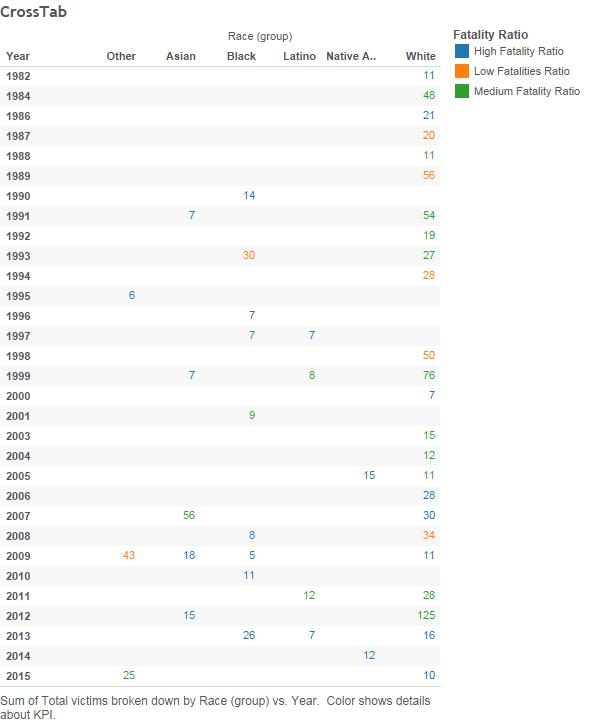 CrossTab
Race (group)
Year Other Asian Black Latino Native A.. White
1982 11
1984 48
1986 21
1987 20
1988 11
1989 56
1990 14
1991 7 54
1992 19
1993 30 27
1994 28
1995 6
1996 7
1997 7 7
1998 50
1999 7 8 76
2000 7
2001 9
2003 15
2004 12
2005 15 11
2006 28
2007 56 30
2008 8 34
2009 43 18 5 11
2010 11
2011 12 28
2012 15 125
2013 26 7 16
2014 12
2015 25 10
Sum of Total victims broken down by Race (group) vs. Year. Color shows details
about KPI.
Fatality Ratio
High Fatality Ratio
Low Fatalities Ratio
Medium Fatality Ratio